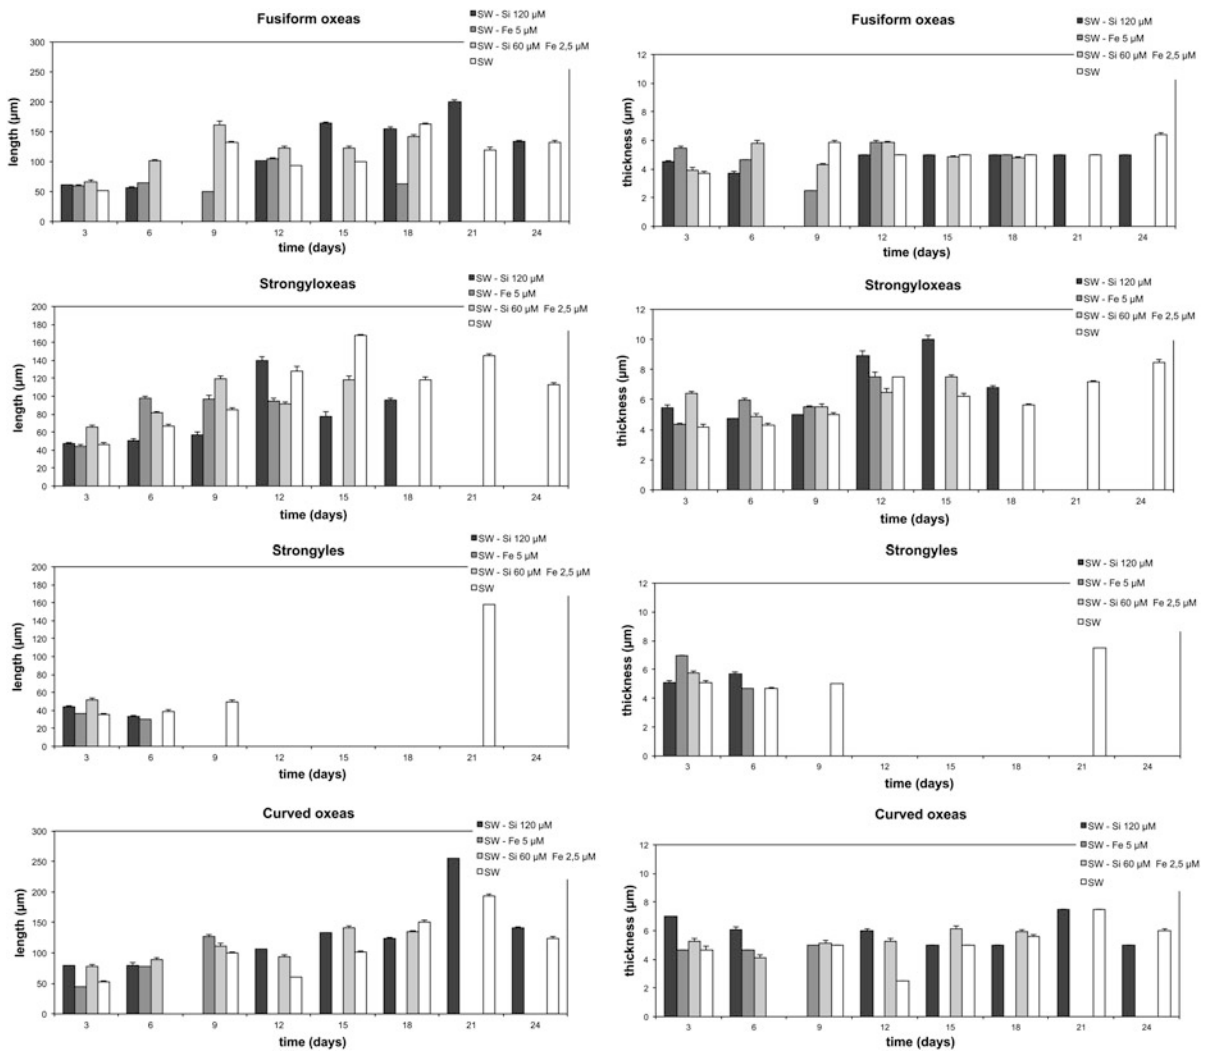 Fusiform oxeas
SW - Si 120 µM
SW - Fe 5 µM
SW - Si 60 µM Fe 2,5 µM
SW
300
250
200
150
100
50
0
length (µm)
3 6 9 12 15 18 21 24
time (days)
Fusiform oxeas
SW - Si 120 µM
SW - Fe 5 µM
SW - Si 60 µM Fe 2,5 µM
SW
12
10
8
6
4
2
0
thickness (µm)
3 6 9 12 15 18 21 24
time (days)
Strongyloxeas
SW - Si 120 µM
SW - Fe 5 µM
SW - Si 60 µM Fe 2,5 µM
SW
200
180
160
140
120
100
80
60
40
20
0
length (µm)
3 6 9 12 15 18 21 24
time (days)
Strongyloxeas
SW - Si 120 µM
SW - Fe 5 µM
SW - Si 60 µM Fe 2,5 µM
SW
12
10
8
6
4
2
0
thickness (µm)
3 6 9 12 15 18 21 24
time (days)
Strongyles
SW - Si 120 µM
SW - Fe 5 µM
SW - Si 60 µM Fe 2,5 µM
SW
200
180
160
140
120
100
80
60
40
20
0
length (µm)
3 6 9 12 15 18 21 24
time (days)
Strongyles
SW - Si 120 µM
SW - Fe 5 µM
SW - Si 60 µM Fe 2,5 µM
SW
12
10
8
6
4
2
0
thickness (µm)
3 6 9 12 15 18 21 24
time (days)
Curved oxeas
SW - Si 120 µM
SW - Fe 5 µM
SW - Si 60 µM Fe 2,5 µM
SW
300
250
200
150
100
50
0
length (µm)
3 6 9 12 15 18 21 24
time (days)
Curved oxeas
SW - Si 120 µM
SW - Fe 5 µM
SW - Si 60 µM Fe 2,5 µM
SW
12
10
8
6
4
2
0
thickness (µm)
3 6 9 12 15 18 21 24
time (days)